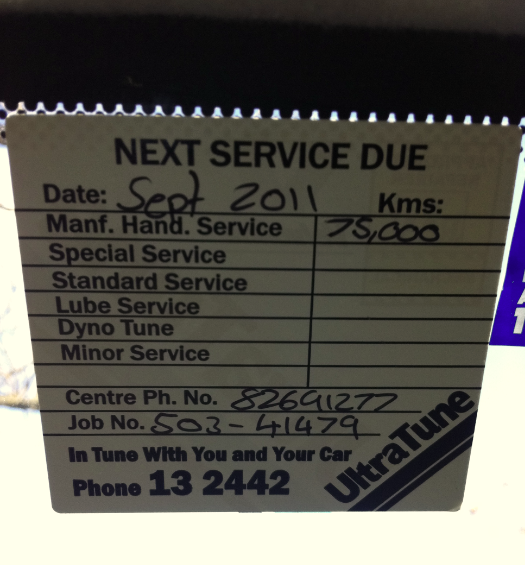 NEXT SERVICE DUE
Date: Sept 2011 Kms:
Manf. Hand. Service 75,000
Special Service
Standard Service
Lube Service
Dyno Tune
Minor Service
Centre Ph. No. 82691277
Job No. 503-41479
In Tune With You and Your Car
Phone 13 2442
UltraTune